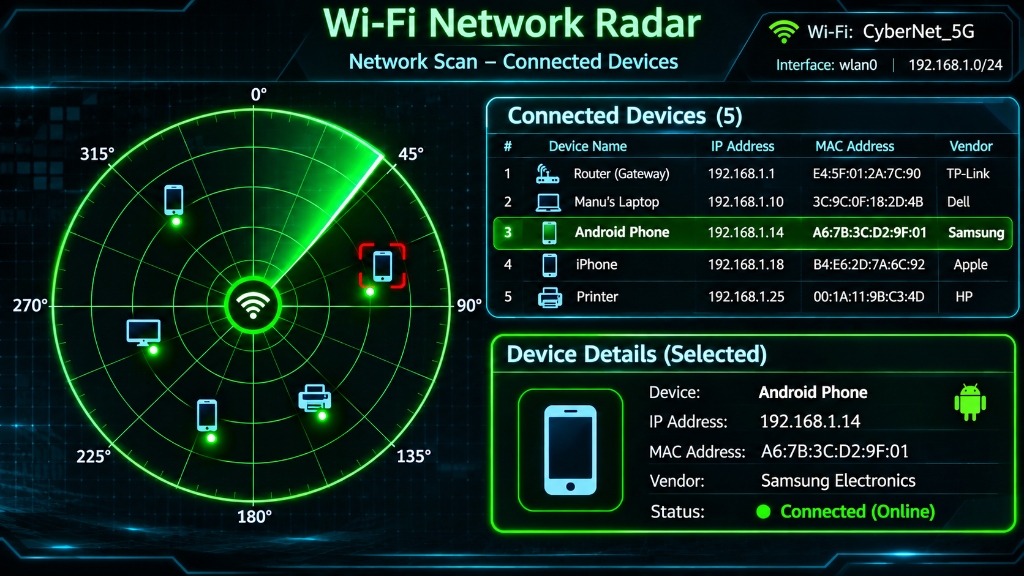 Wi-Fi Network Radar
Network Scan – Connected Devices
Wi-Fi: CyberNet_5G
Interface: wlan0 | 192.168.1.0/24
0°
45°
90°
135°
180°
225°
270°
315°
Connected Devices (5)
# Device Name IP Address MAC Address Vendor
1 Router (Gateway) 192.168.1.1 E4:5F:01:2A:7C:90 TP-Link
2 Manu's Laptop 192.168.1.10 3C:9C:0F:18:2D:4B Dell
3 Android Phone 192.168.1.14 A6:7B:3C:D2:9F:01 Samsung
4 iPhone 192.168.1.18 B4:E6:2D:7A:6C:92 Apple
5 Printer 192.168.1.25 00:1A:11:9B:C3:4D HP
Device Details (Selected)
Device: Android Phone
IP Address: 192.168.1.14
MAC Address: A6:7B:3C:D2:9F:01
Vendor: Samsung Electronics
Status: Connected (Online)